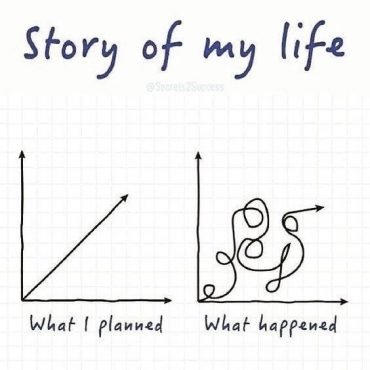 Story of my life
@Secrets2Success
What I planned
What happened